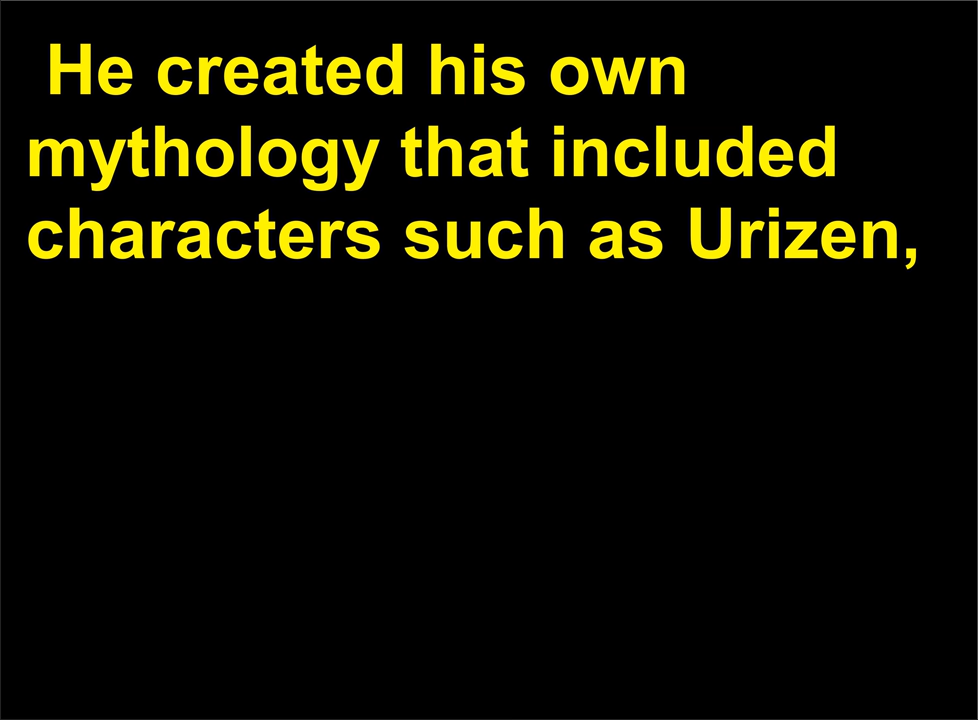 He created his own
mythology that included
characters such as Urizen,